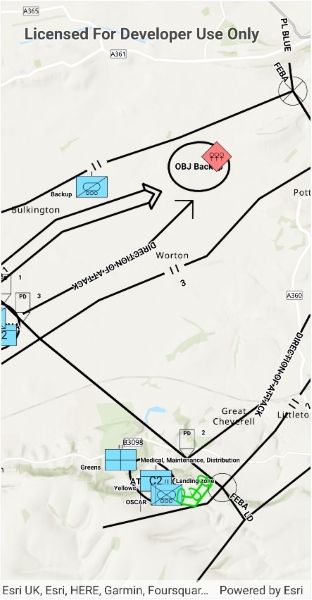 A365
Licensed For Developer Use Only
A361
PL BLUE
FEBA
OBJ Backup
Backup
Bulkington
Pott
DIRECTION-OF-ATTACK
Worton
1
PD 3
3
A360
2
DIRECTION-OF-ATTACK
Great
Cheverell
Littleto
2
PD 2
B3098
Greens
Medical, Maintenance, Distribution
AT C2 Landing zone
Yellows
OSCAR
FEBA LD
Esri UK, Esri, HERE, Garmin, Foursquar... Powered by Esri